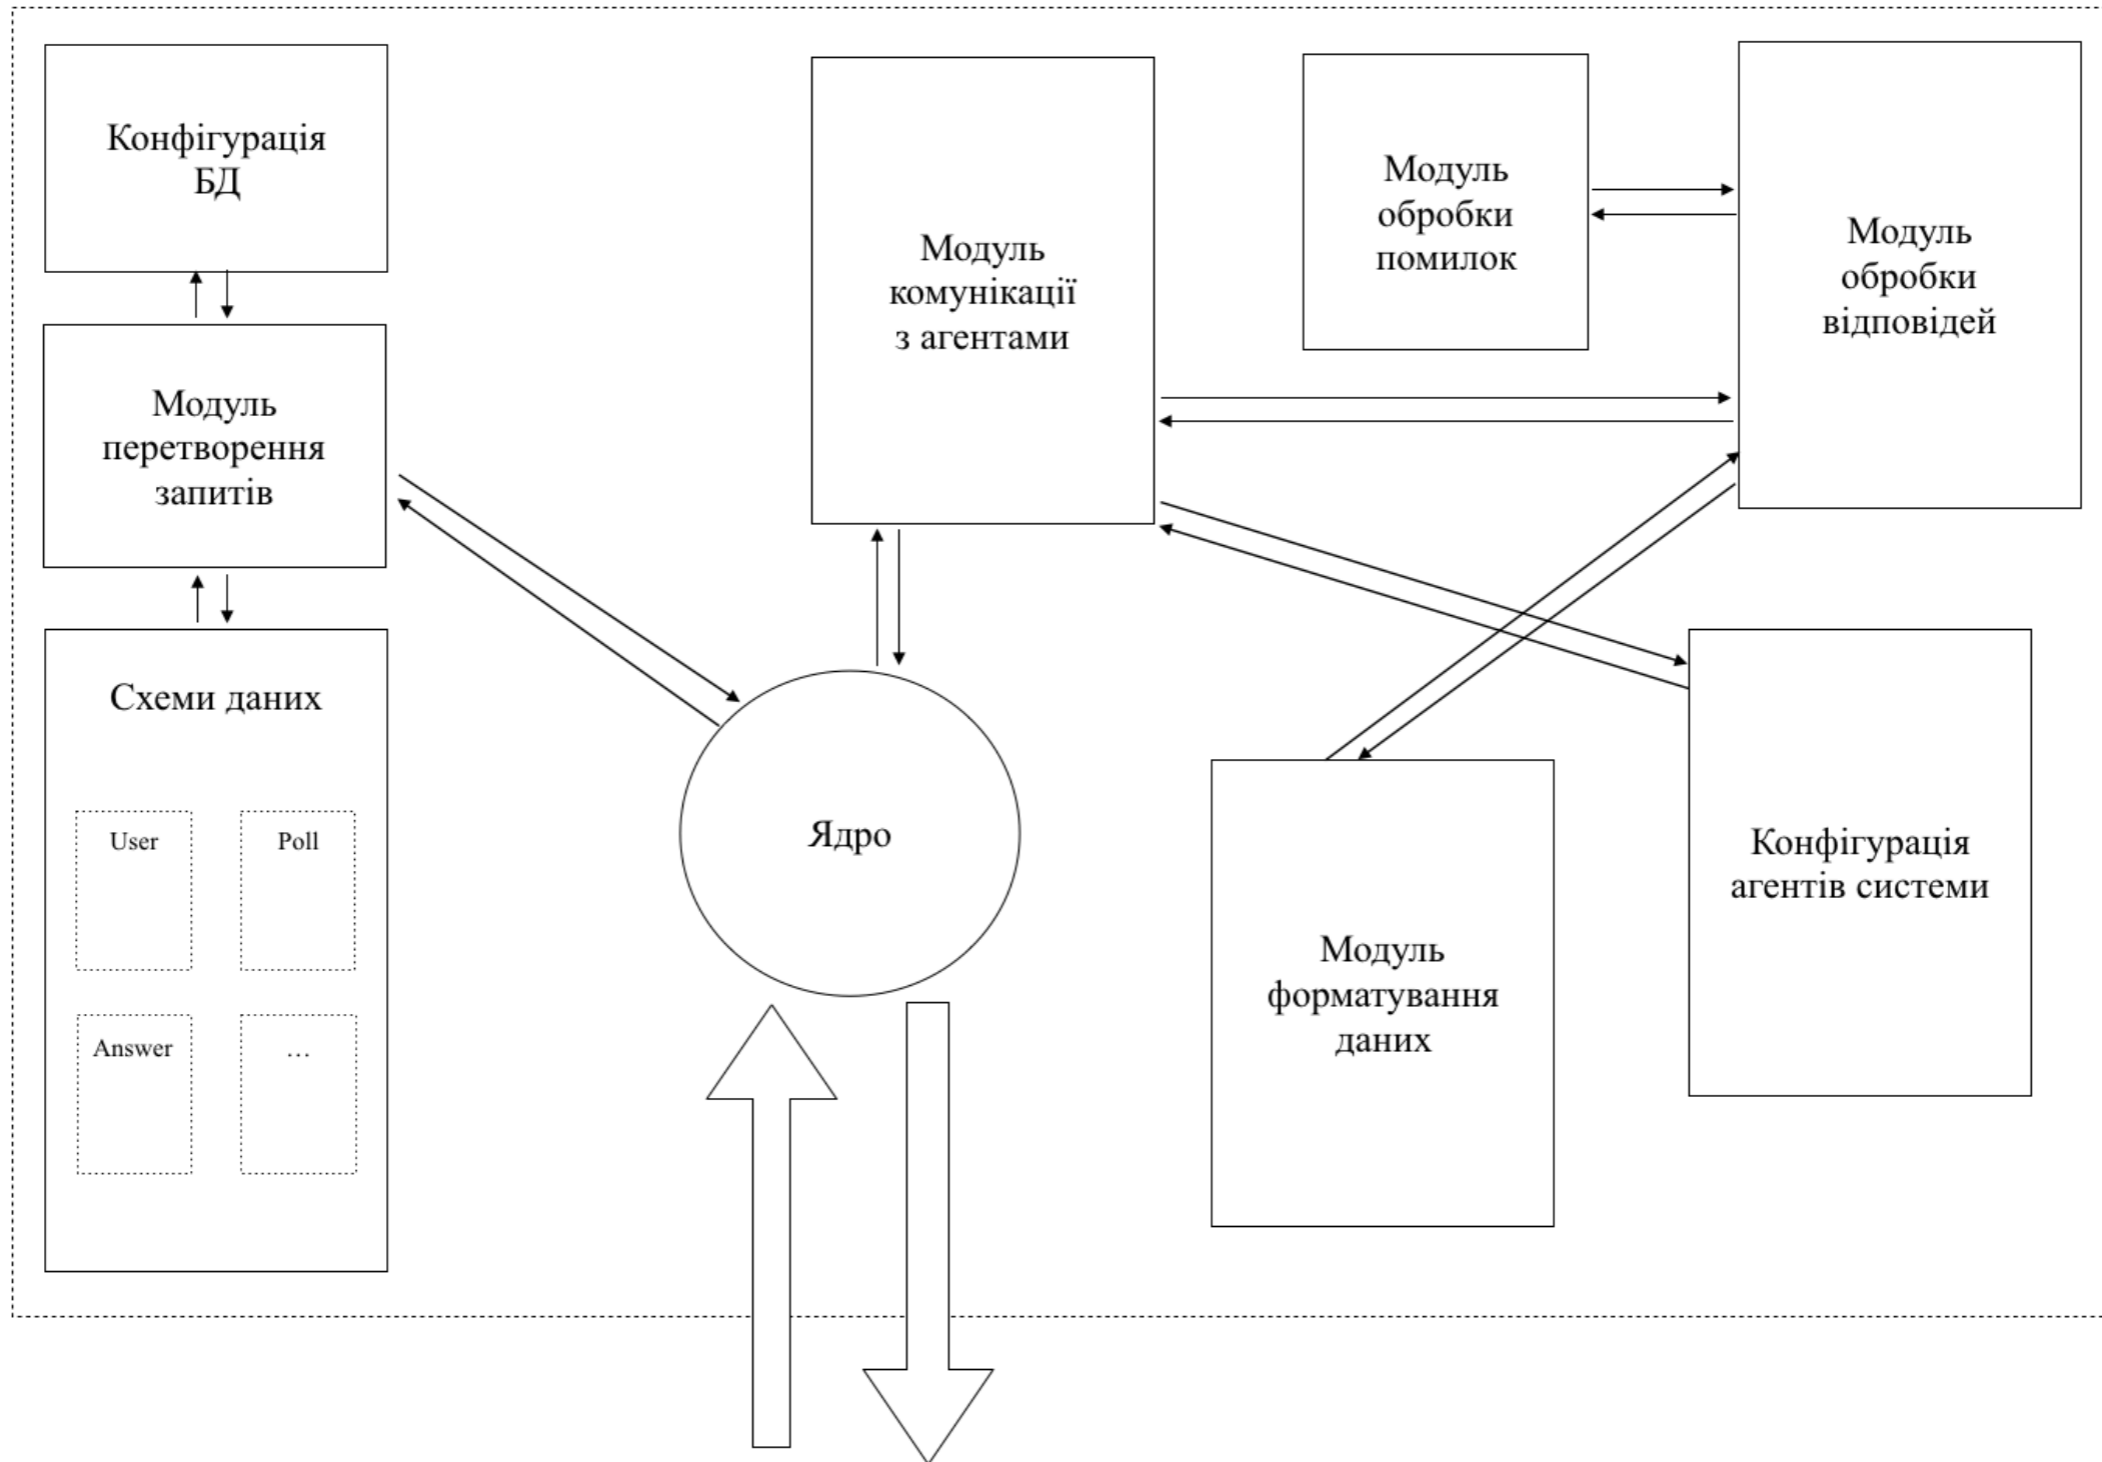 Конфігурація
БД
Модуль
перетворення
запитів
Схеми даних
User
Poll
Answer
...
Модуль
комунікації
з агентами
Ядро
Модуль
обробки
помилок
Модуль
обробки
відповідей
Модуль
форматування
даних
Конфігурація
агентів системи